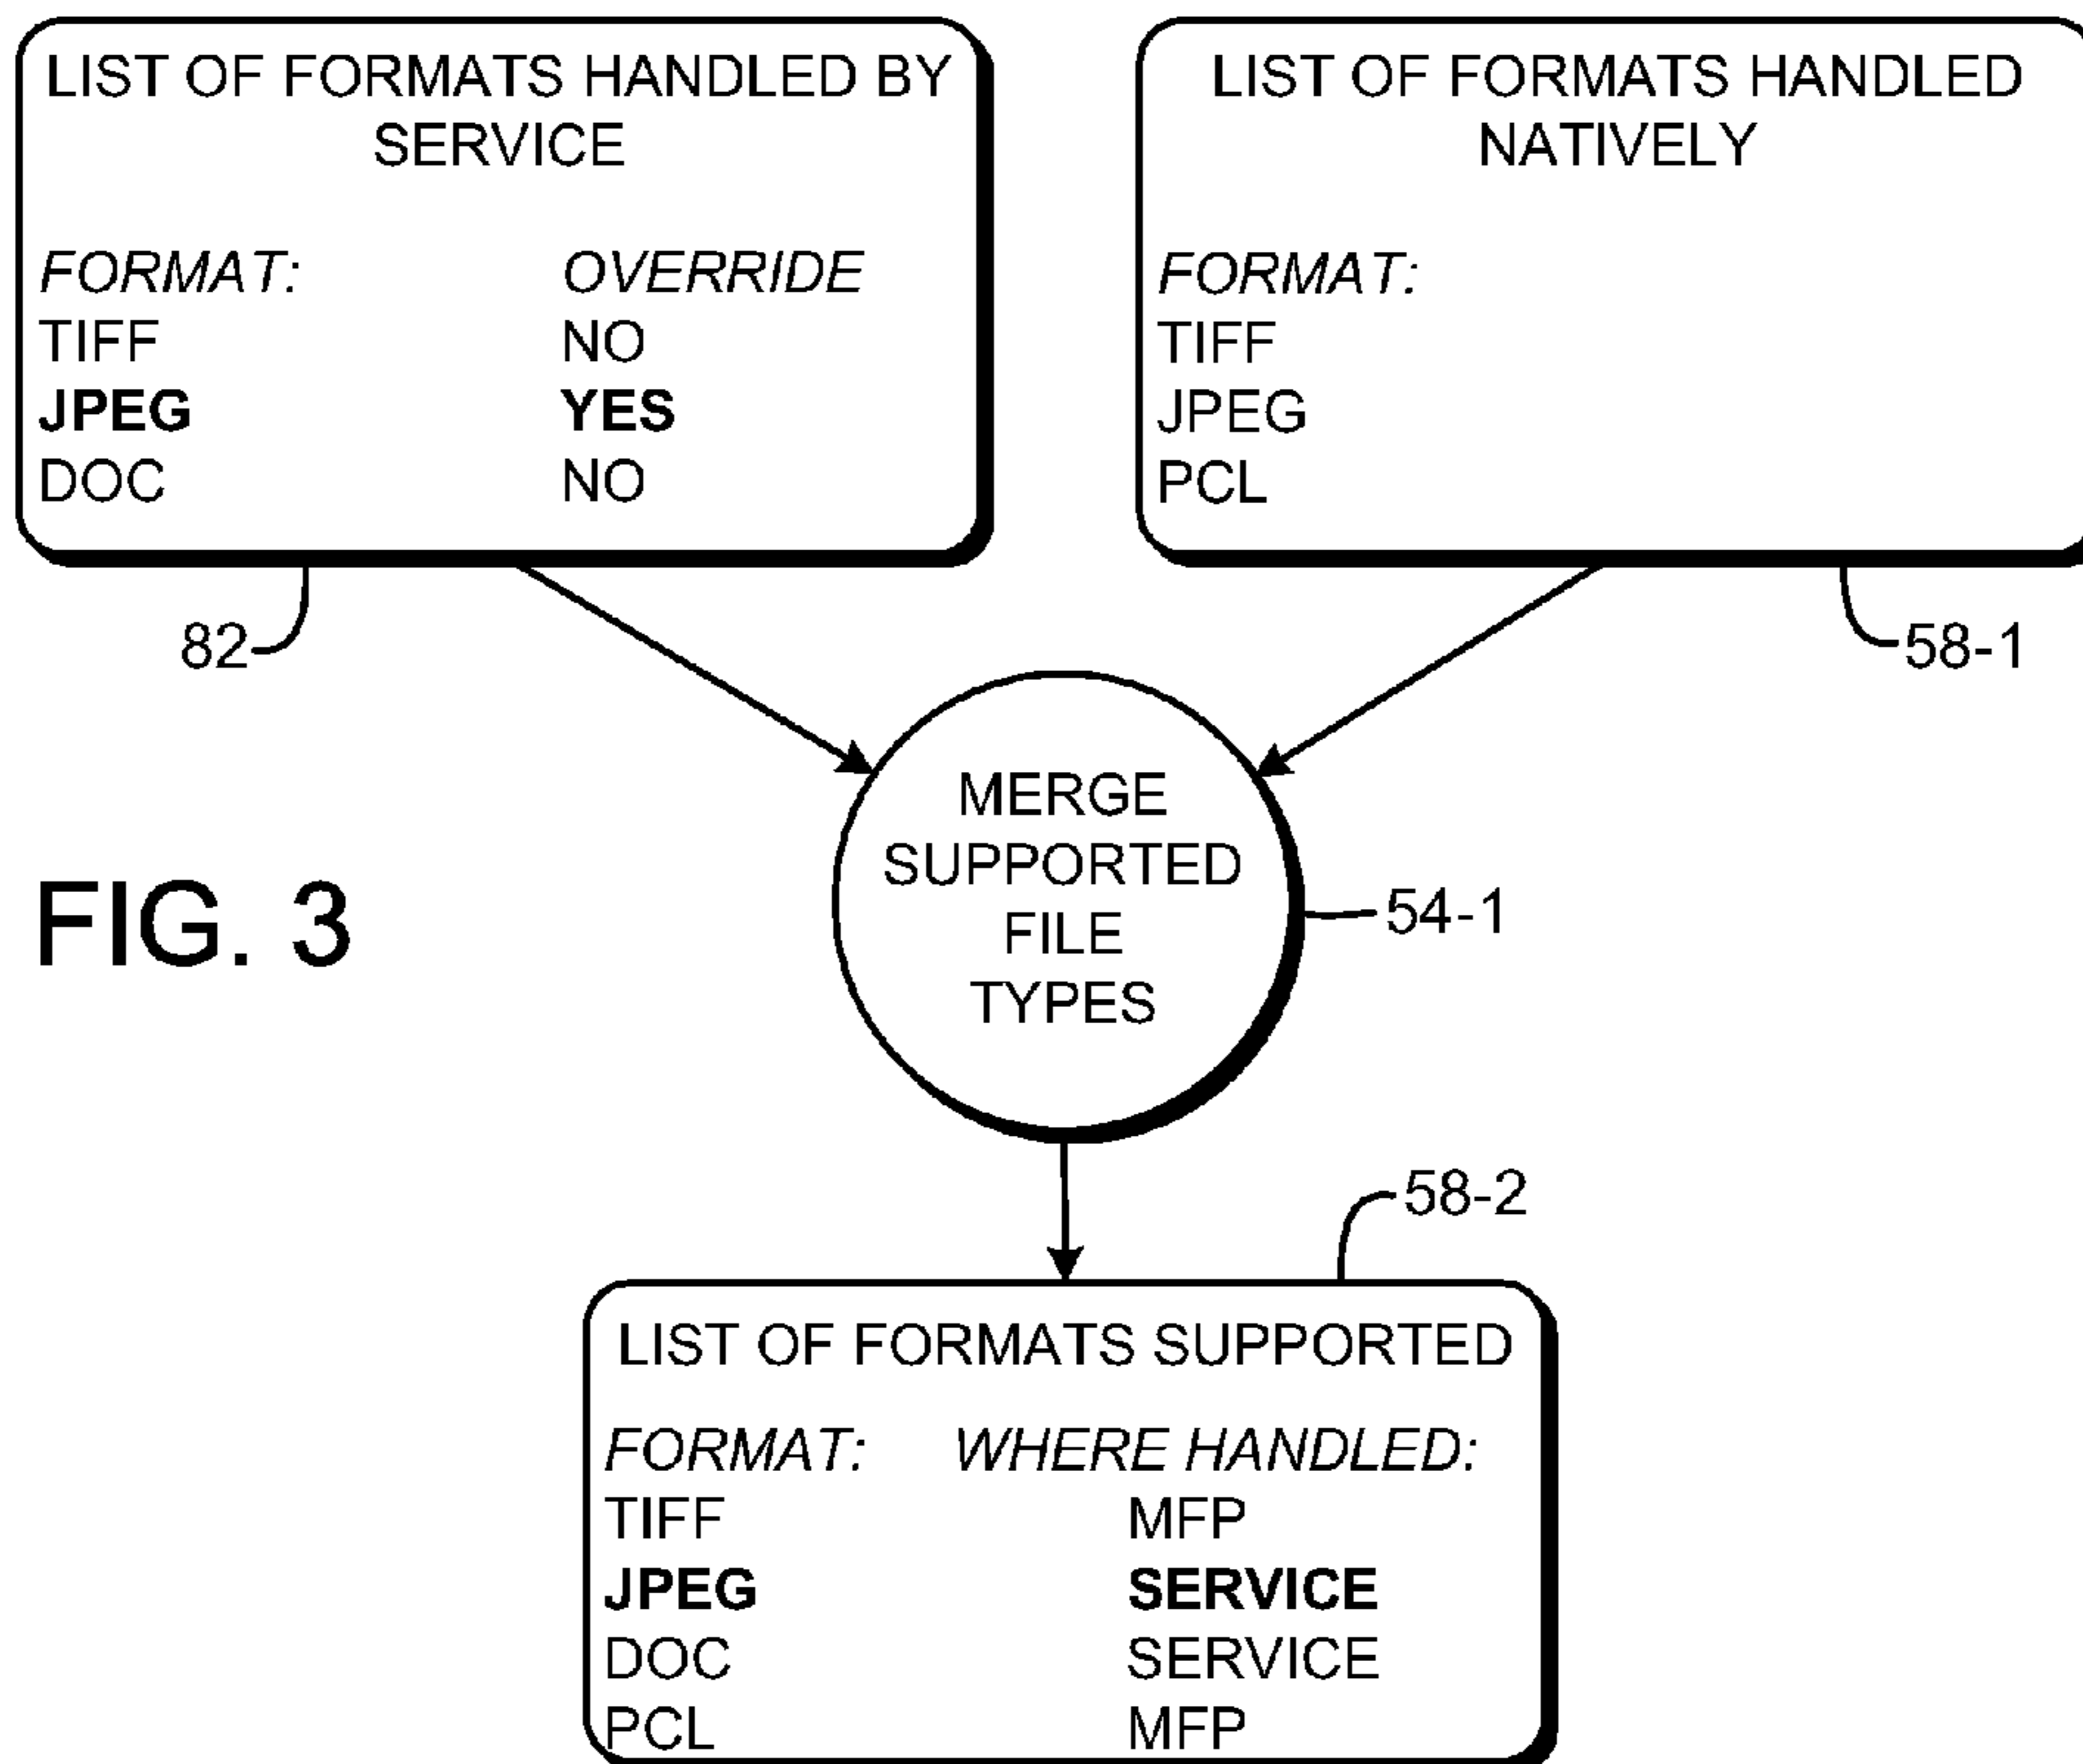 LIST OF FORMATS HANDLED BY
SERVICE
FORMAT: OVERRIDE
TIFF NO
JPEG YES
DOC NO
82
LIST OF FORMATS HANDLED
NATIVELY
FORMAT:
TIFF
JPEG
PCL
58-1
MERGE
SUPPORTED
FILE
TYPES
54-1
FIG. 3
58-2
LIST OF FORMATS SUPPORTED
FORMAT: WHERE HANDLED:
TIFF MFP
JPEG SERVICE
DOC SERVICE
PCL MFP